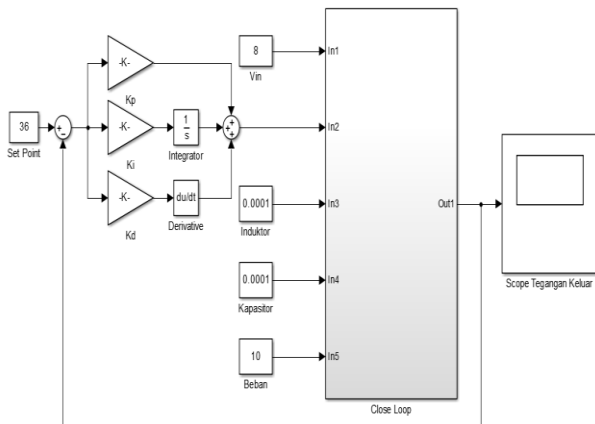 -K-
Kp
8
Vin
In1
36
Set Point
+
-
-K-
Ki
1
s
Integrator
+
+
+
In2
-K-
Kd
du/dt
Derivative
0.0001
Induktor
In3
Out1
Scope Tegangan Keluar
0.0001
Kapasitor
In4
10
Beban
In5
Close Loop